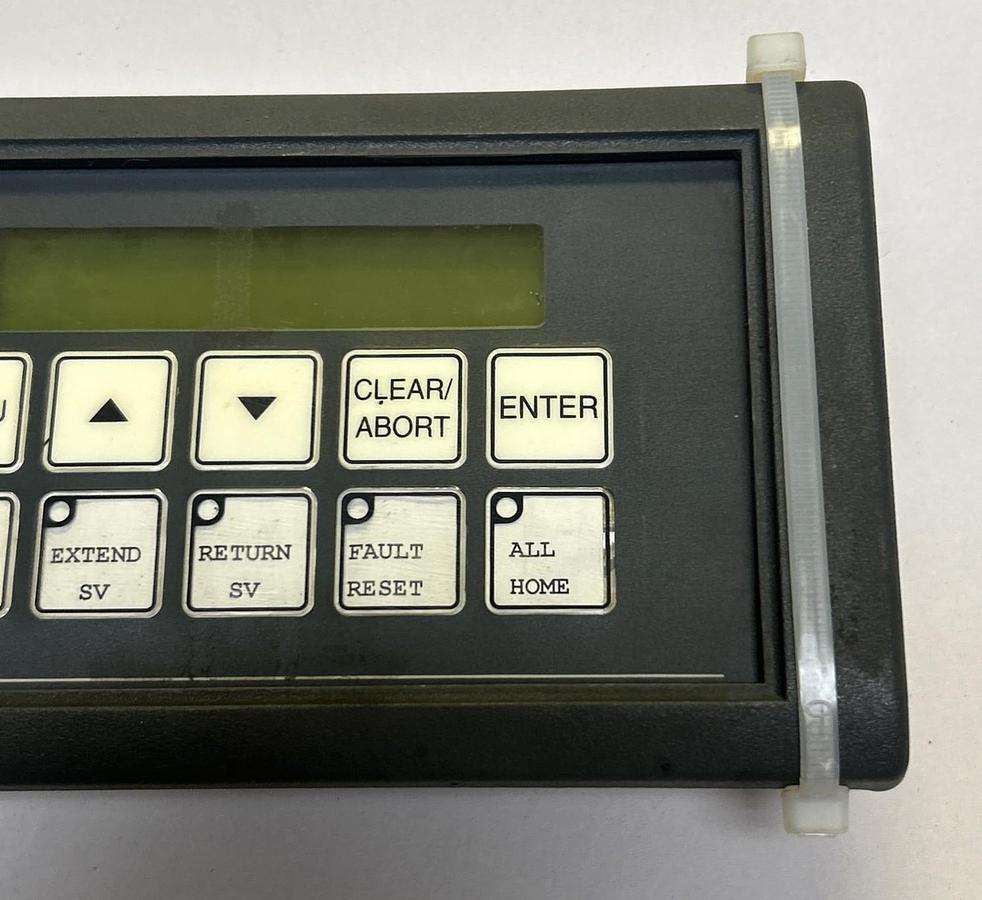 ▲ ▼ CLEAR/
ABORT
ENTER
EXTEND
SV
RETURN
SV
FAULT
RESET
ALL
HOME